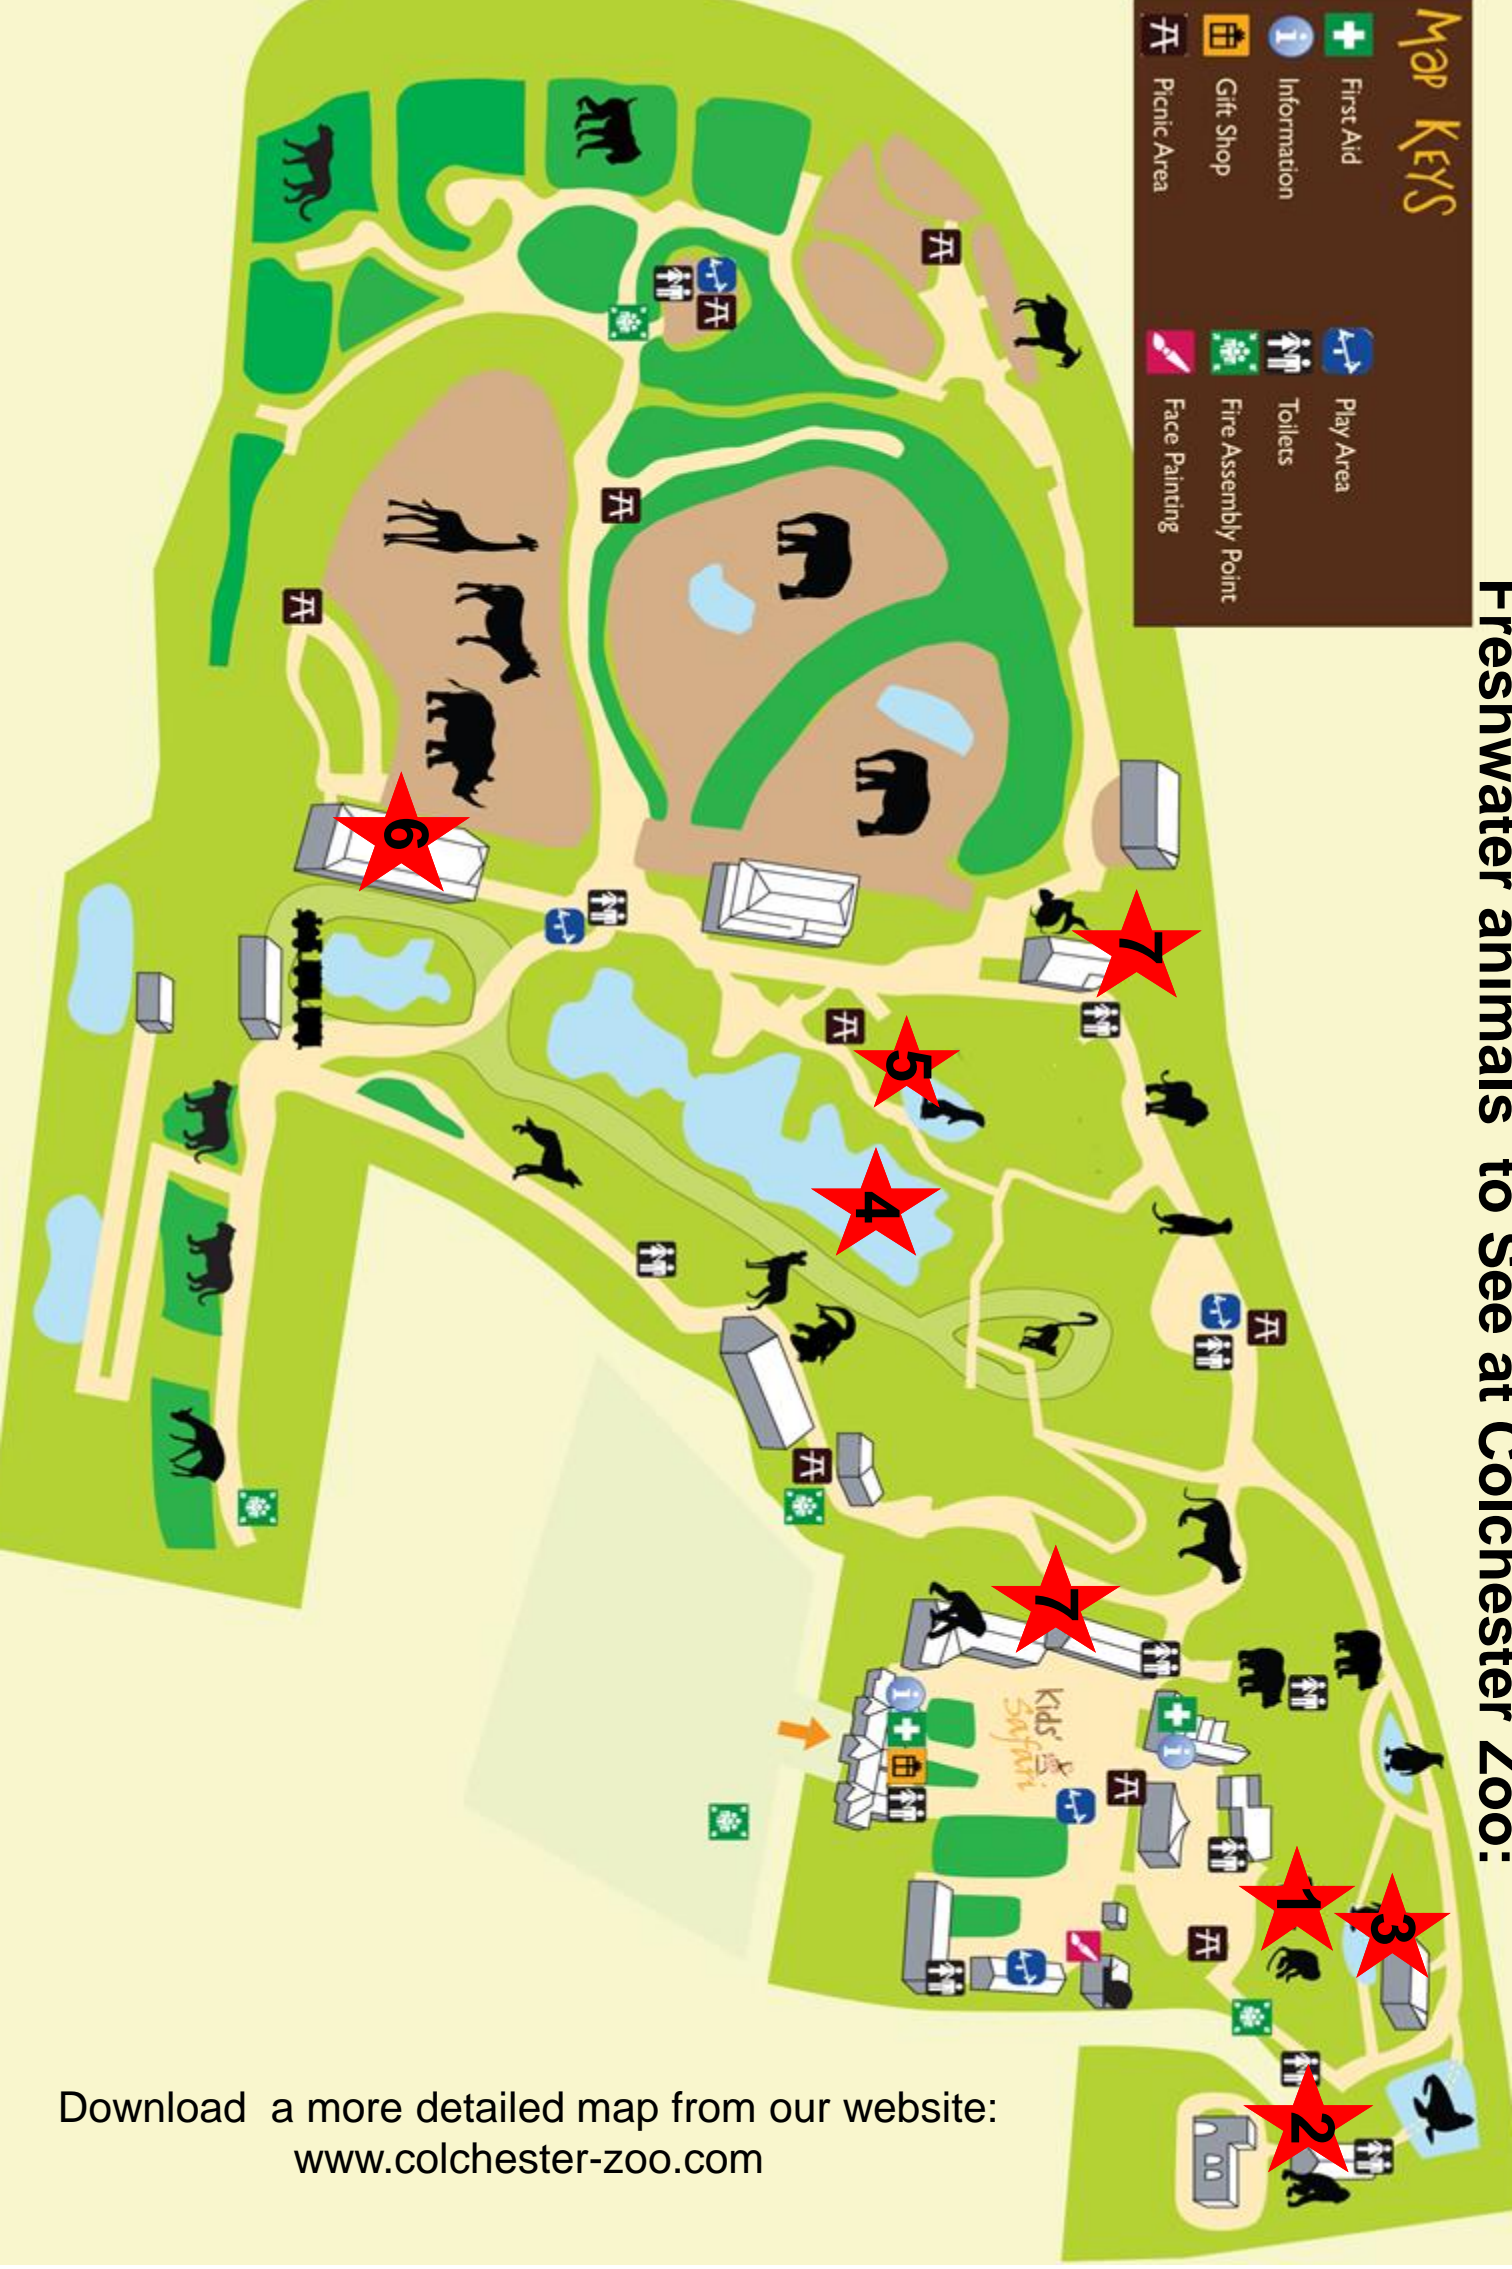 Freshwater animals to See at Colchester Zoo:
Map Keys
First Aid
Information
Gift Shop
Picnic Area
Play Area
Toilets
Fire Assembly Point
Face Painting
6
7
5
4
7
Kids'
Safari
1
3
2
Download a more detailed map from our website:
www.colchester-zoo.com